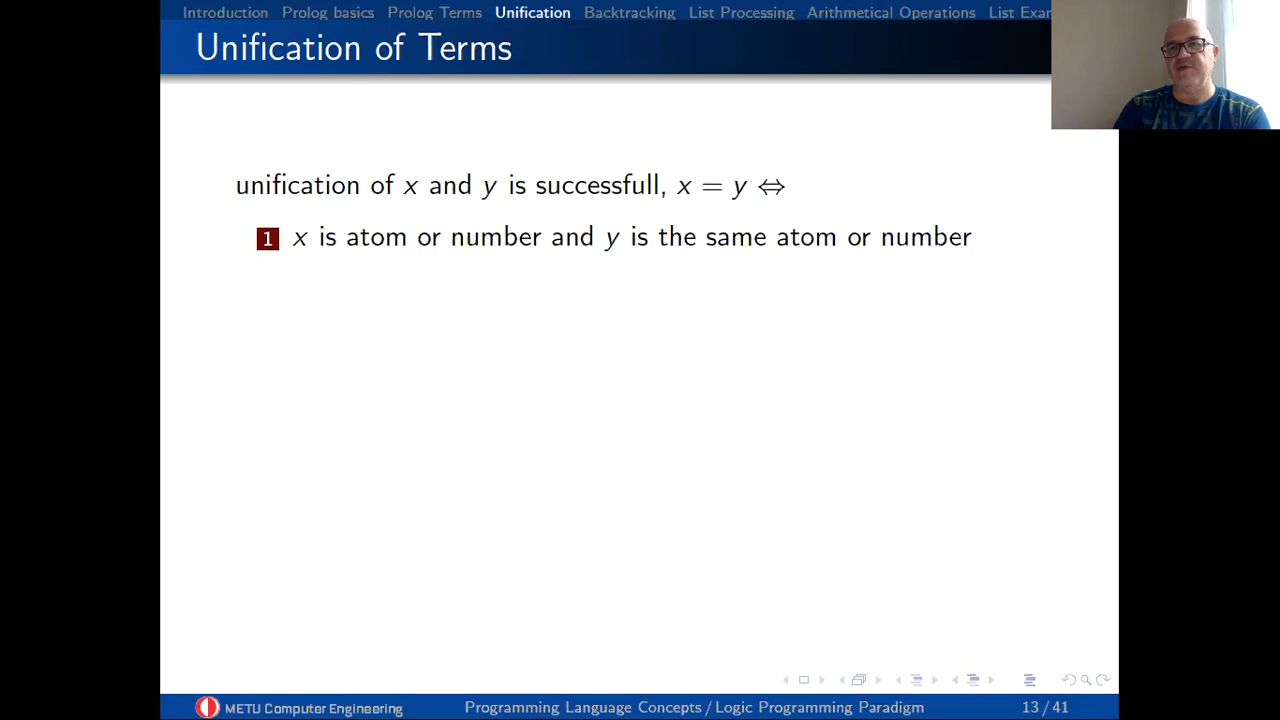 Introduction Prolog basics Prolog Terms Unification Backtracking List Processing Arithmetical Operations List Exam
Unification of Terms
unification of x and y is successfull, x = y ⇔
1 x is atom or number and y is the same atom or number
METU Computer Engineering Programming Language Concepts / Logic Programming Paradigm 13 / 41